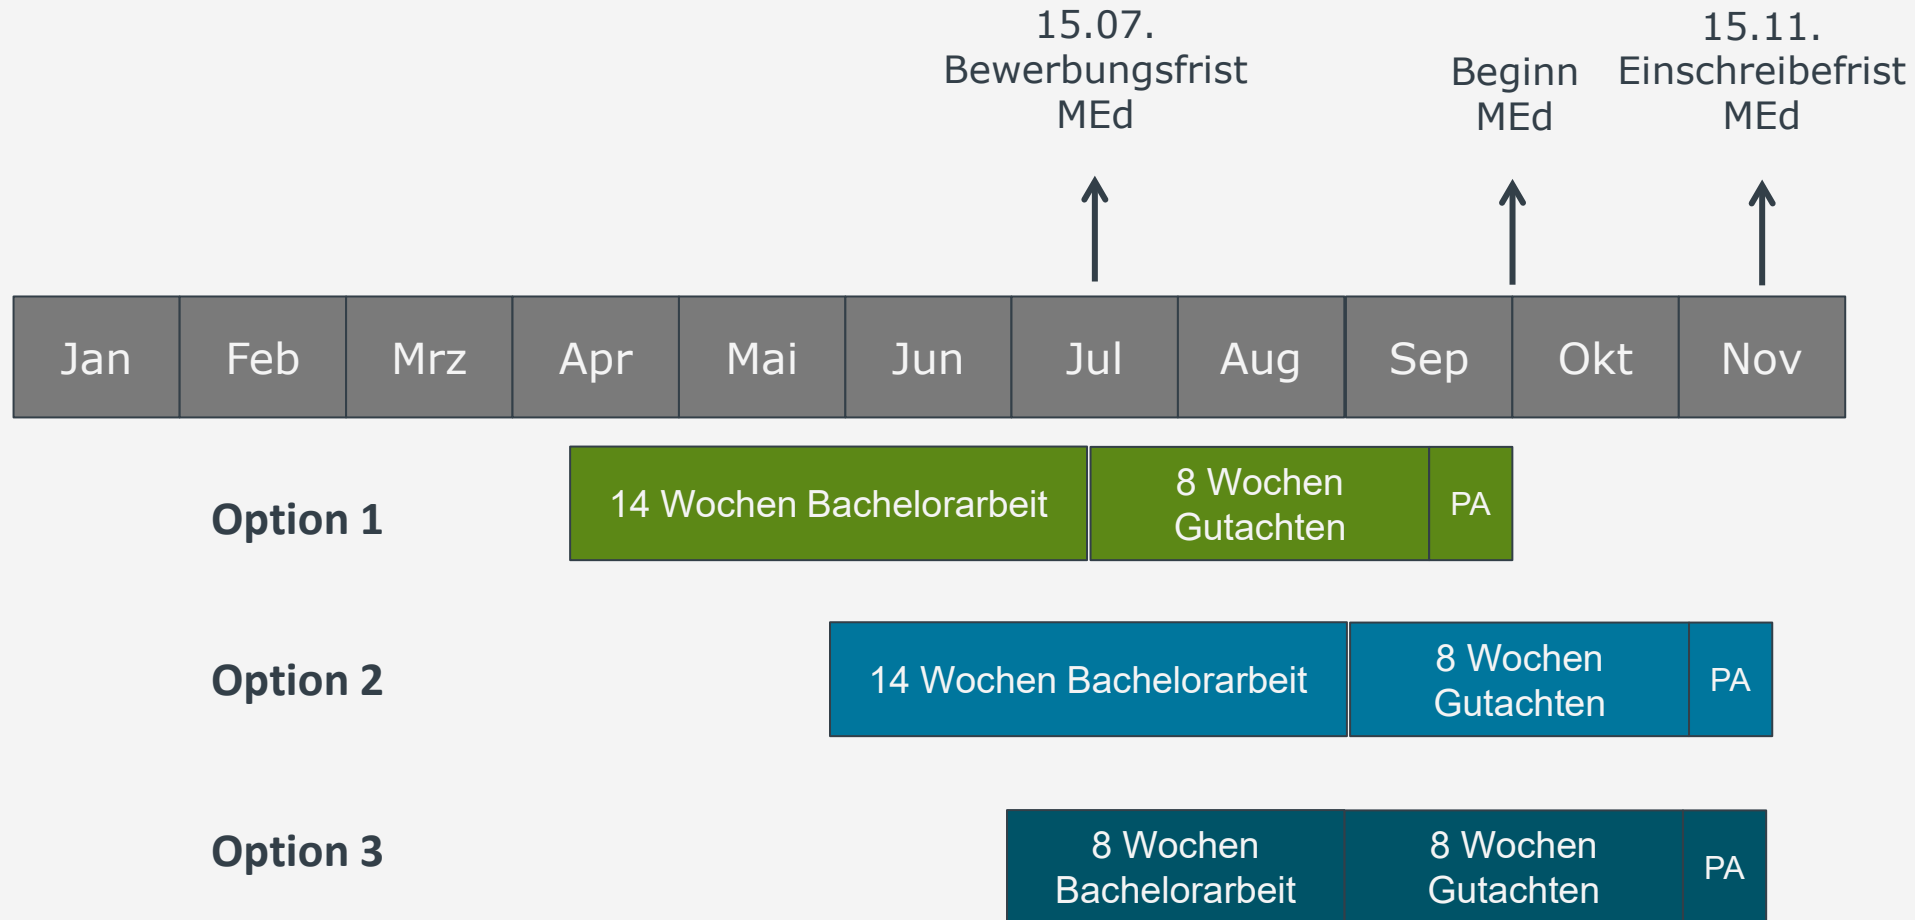 15.07.
Bewerbungsfrist
MEd
Beginn
MEd
15.11.
Einschreibefrist
MEd
Jan Feb Mrz Apr Mai Jun Jul Aug Sep Okt Nov
Option 1
14 Wochen Bachelorarbeit
8 Wochen
Gutachten
PA
Option 2
14 Wochen Bachelorarbeit
8 Wochen
Gutachten
PA
Option 3
8 Wochen
Bachelorarbeit
8 Wochen
Gutachten
PA